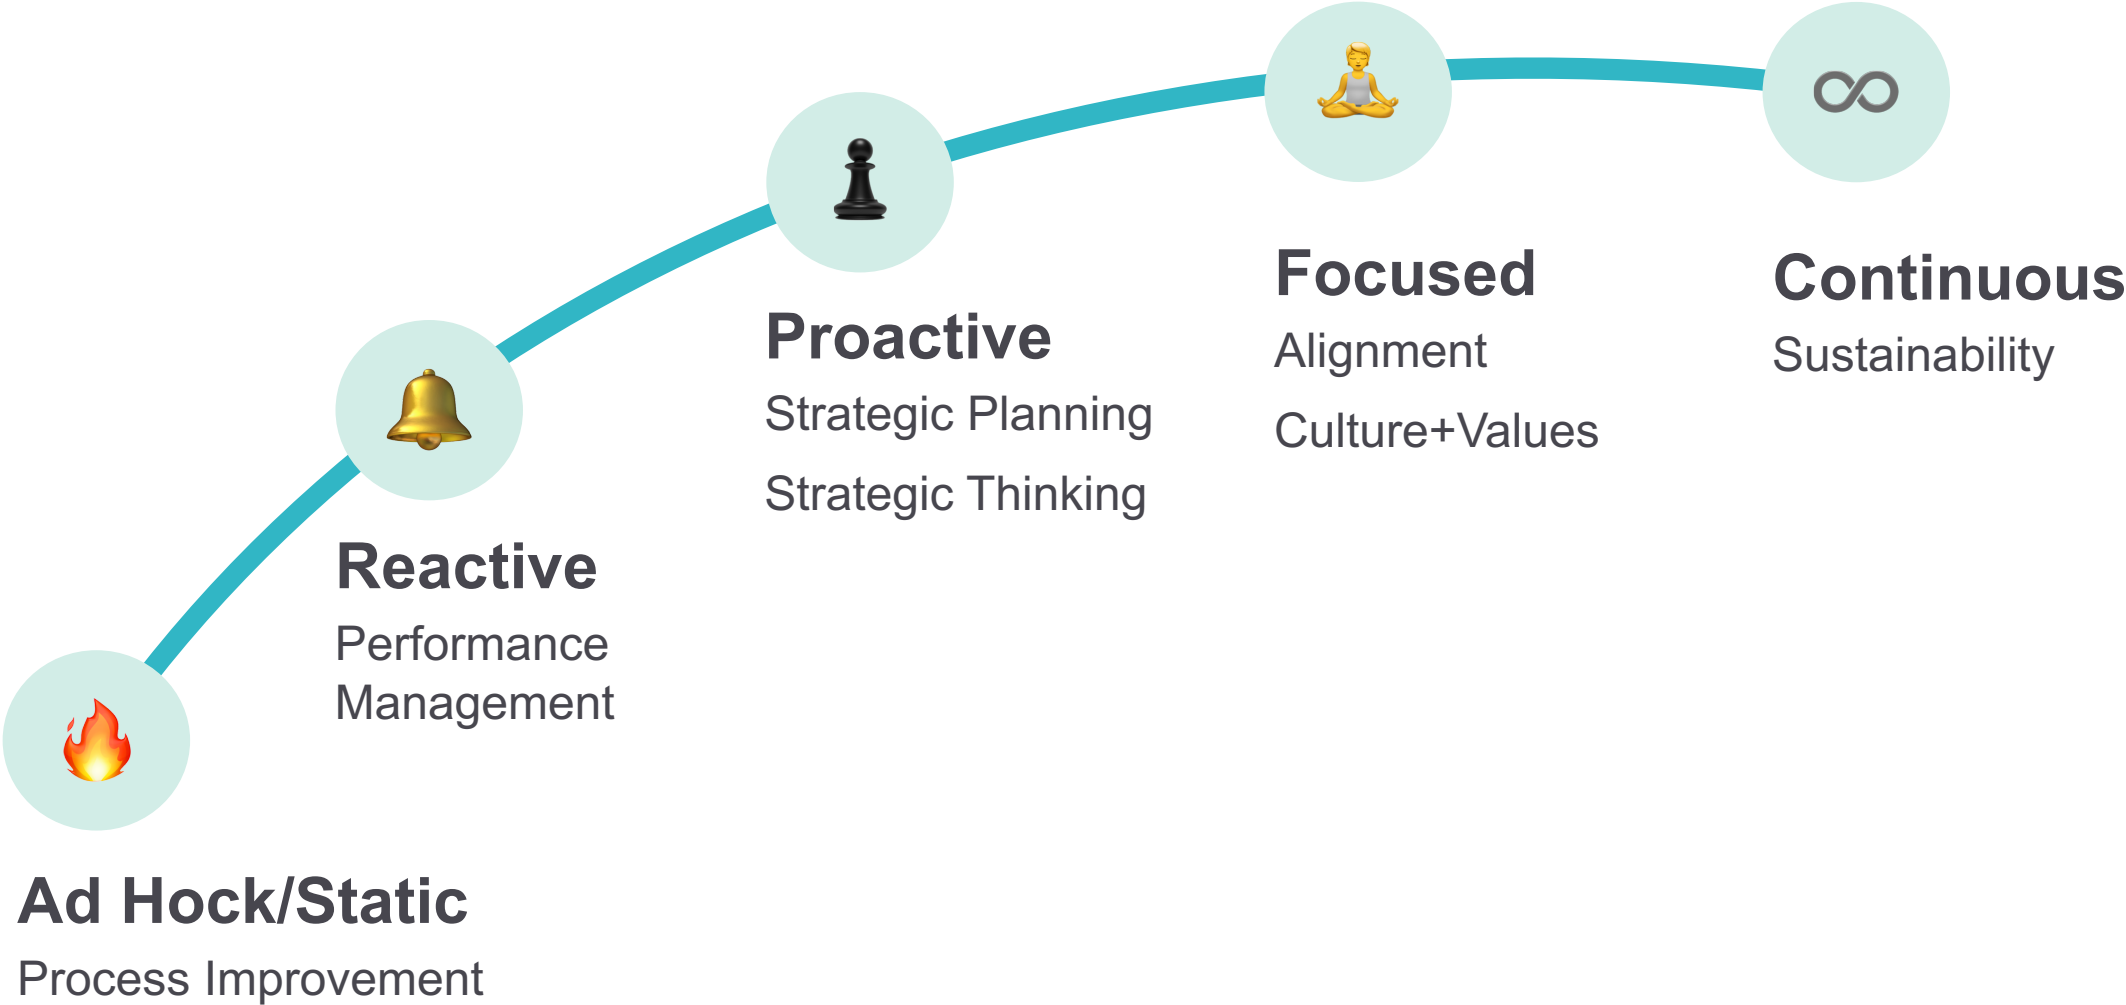 Ad Hock/Static
Process Improvement
Reactive
Performance
Management
Proactive
Strategic Planning
Strategic Thinking
Focused
Alignment
Culture+Values
Continuous
Sustainability